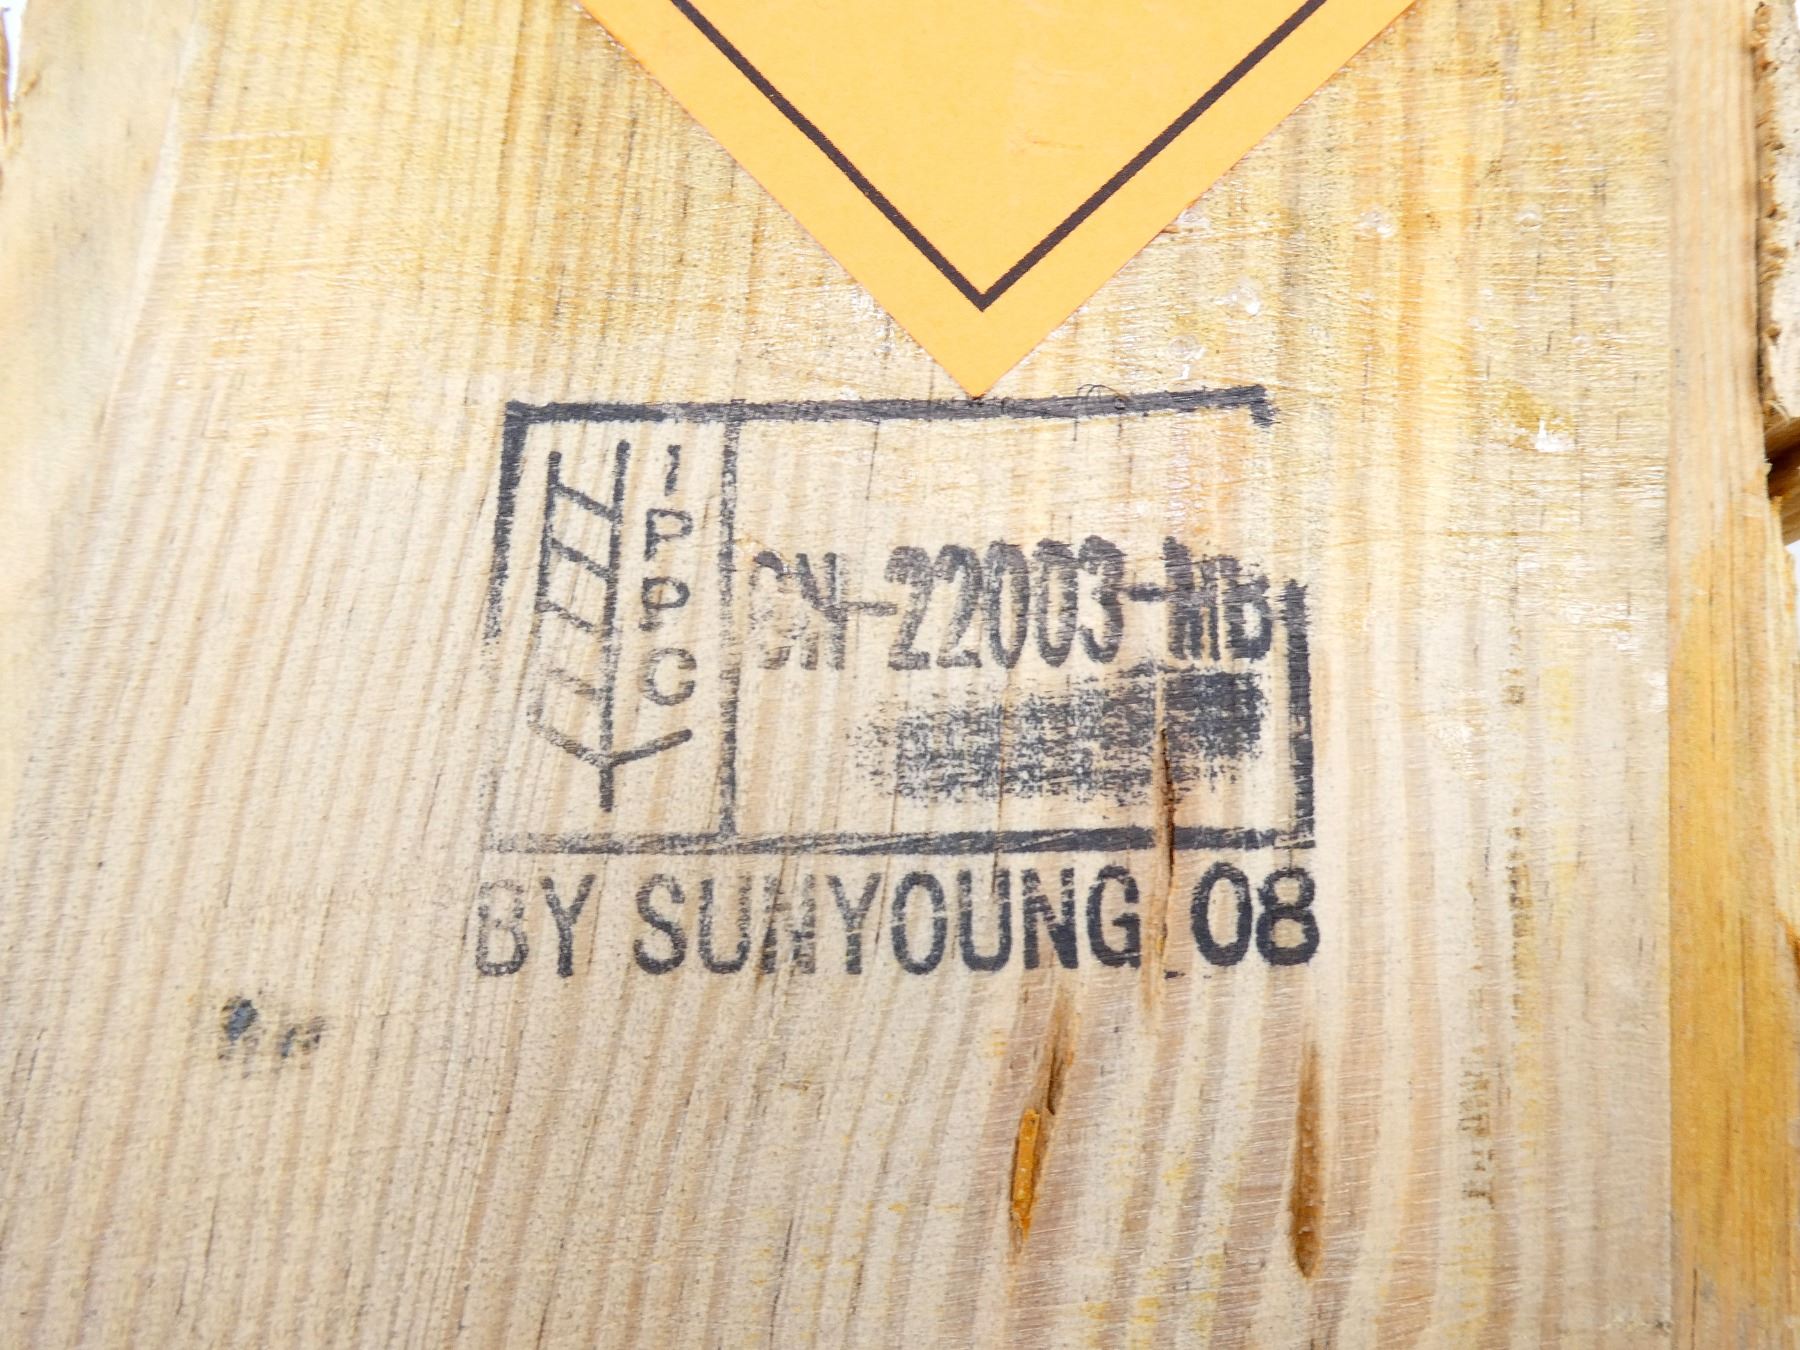 IPPC
CN-22003-MB
BY SUNYOUNG 08